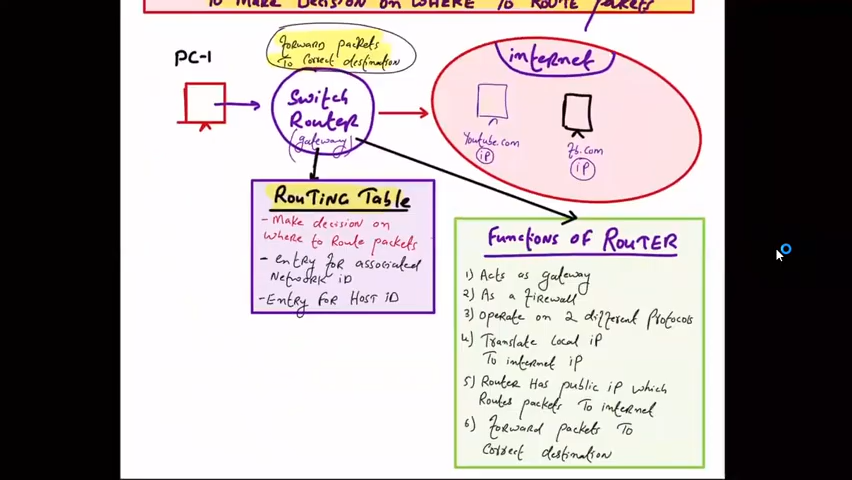 TO MAKE DECISION ON WHERE TO ROUTE PACKETS
FORWARD PACKETS
TO CORRECT DESTINATION
PC-1
internet
Switch
ROUTER
(gateway)
Youtube.com
iP
fb.com
iP
ROUTING TABLE
- MAKE DECISION ON
WHERE TO ROUTE PACKETS
- ENTRY FOR ASSOCIATED
NETWORK iD
- ENTRY FOR HOST iD
FUNCTIONS OF ROUTER
1) Acts as gateway
2) As a firewall
3) OPERATE ON 2 different Protocols
4) Translate Local iP
To internet iP
5) ROUTER HAS public iP which
Routes packets To internet
6) FORWARD PACKETS TO
Correct destination